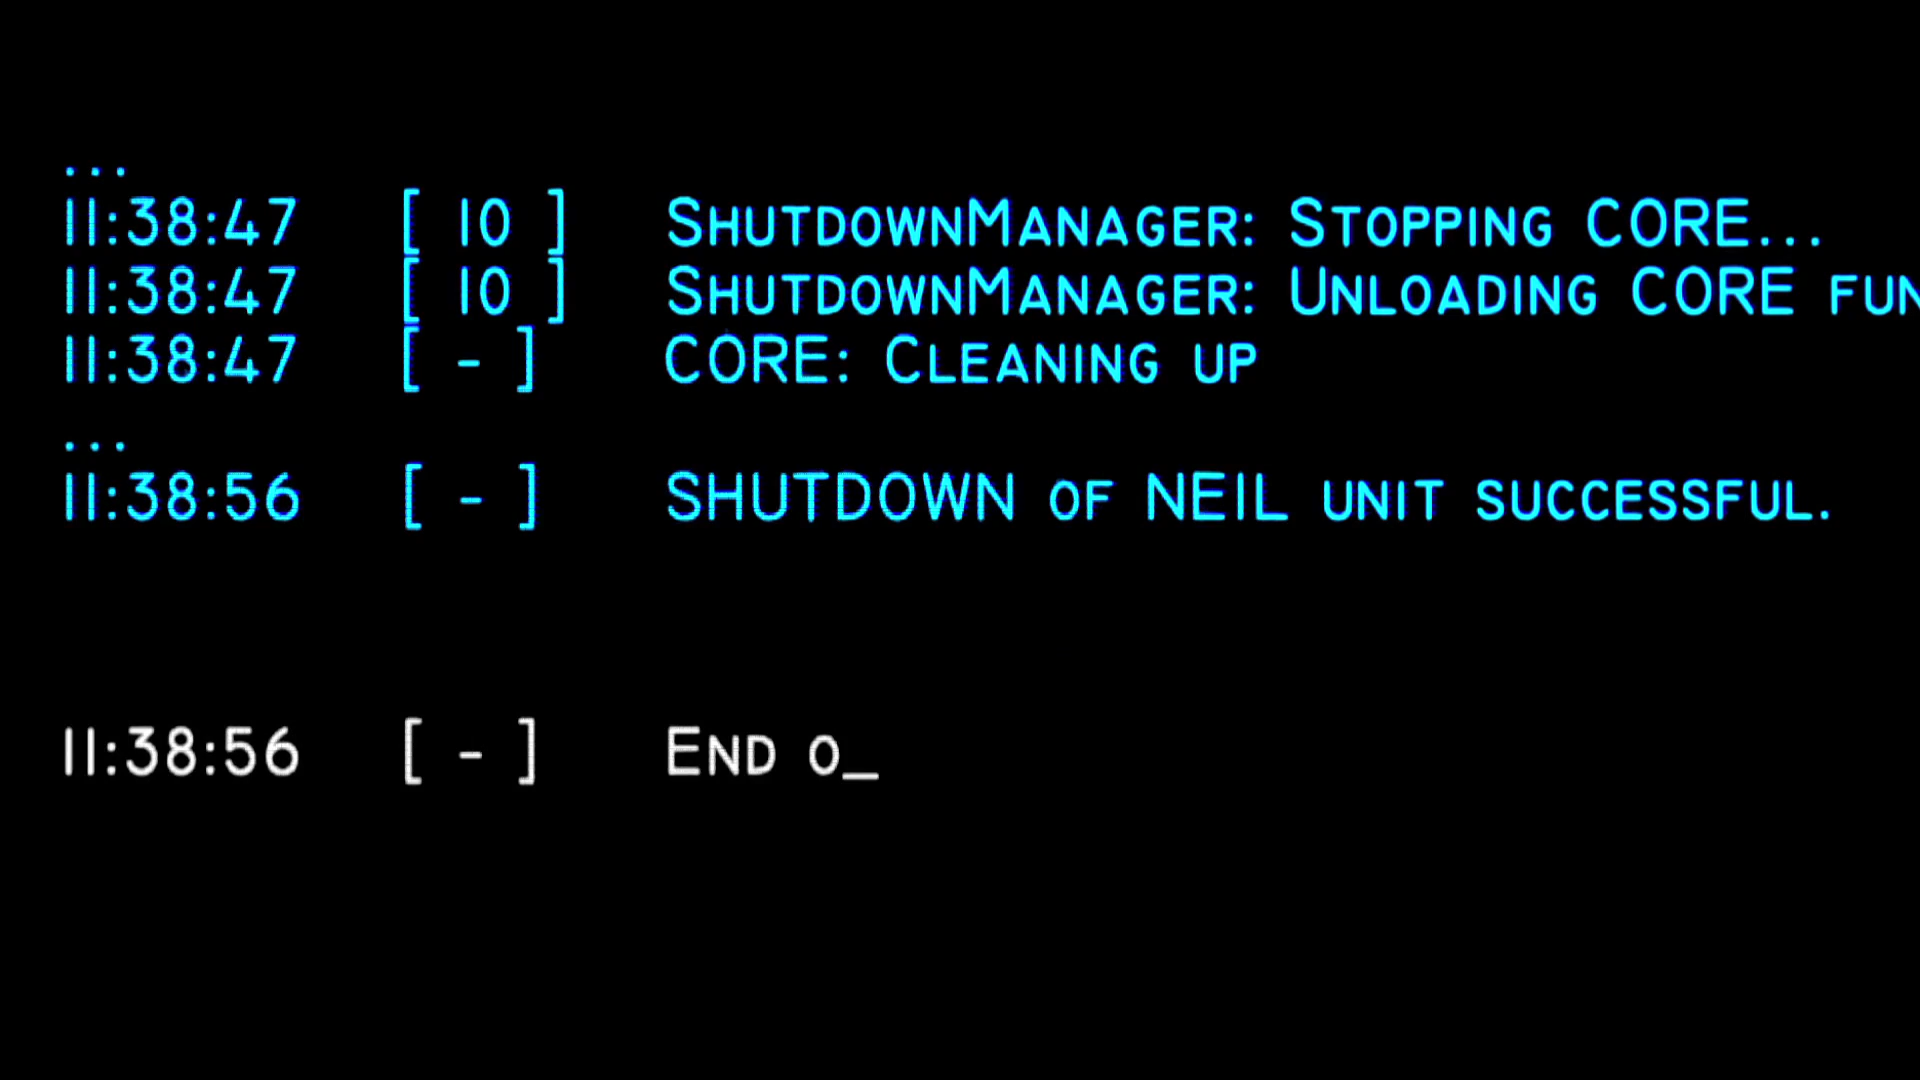 ...
11:38:47 [ 10 ] ShutdownManager: Stopping CORE...
11:38:47 [ 10 ] ShutdownManager: Unloading CORE fun
11:38:47 [ - ] CORE: Cleaning up
...
11:38:56 [ - ] SHUTDOWN of NEIL unit successful.
11:38:56 [ - ] End o_